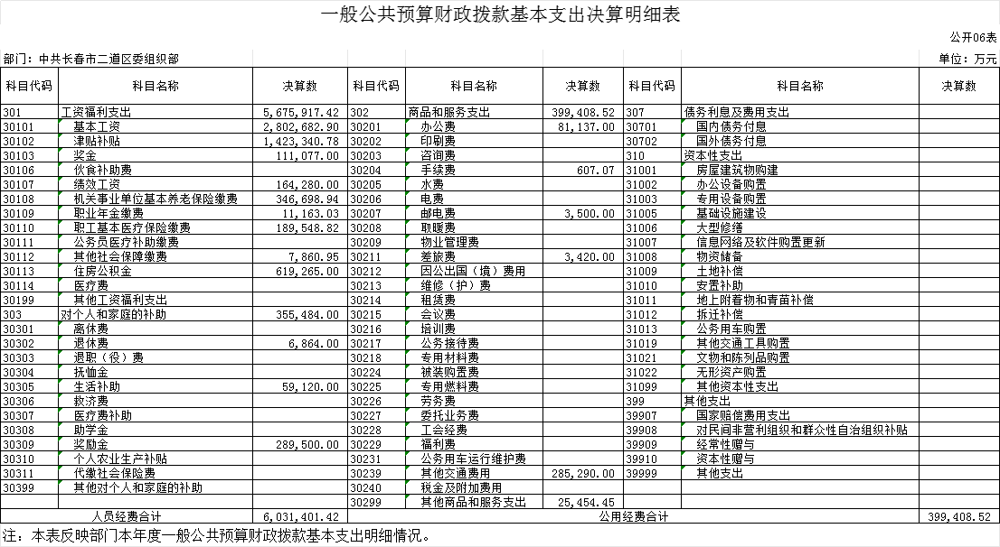 一般公共预算财政拨款基本支出决算明细表
公开06表
部门：中共长春市二道区委组织部 单位：万元
科目代码 科目名称 决算数 科目代码 科目名称 决算数 科目代码 科目名称 决算数
301 工资福利支出 5,675,917.42 302 商品和服务支出 399,408.52 307 债务利息及费用支出
30101 基本工资 2,802,682.90 30201 办公费 81,137.00 30701 国内债务付息
30102 津贴补贴 1,423,340.78 30202 印刷费 30702 国外债务付息
30103 奖金 111,077.00 30203 咨询费 310 资本性支出
30106 伙食补助费 30204 手续费 607.07 31001 房屋建筑物购建
30107 绩效工资 164,280.00 30205 水费 31002 办公设备购置
30108 机关事业单位基本养老保险缴费 346,698.94 30206 电费 31003 专用设备购置
30109 职业年金缴费 11,163.03 30207 邮电费 3,500.00 31005 基础设施建设
30110 职工基本医疗保险缴费 189,548.82 30208 取暖费 31006 大型修缮
30111 公务员医疗补助缴费 30209 物业管理费 31007 信息网络及软件购置更新
30112 其他社会保障缴费 7,860.95 30211 差旅费 3,420.00 31008 物资储备
30113 住房公积金 619,265.00 30212 因公出国（境）费用 31009 土地补偿
30114 医疗费 30213 维修（护）费 31010 安置补助
30199 其他工资福利支出 30214 租赁费 31011 地上附着物和青苗补偿
303 对个人和家庭的补助 355,484.00 30215 会议费 31012 拆迁补偿
30301 离休费 30216 培训费 31013 公务用车购置
30302 退休费 6,864.00 30217 公务接待费 31019 其他交通工具购置
30303 退职（役）费 30218 专用材料费 31021 文物和陈列品购置
30304 抚恤金 30224 被装购置费 31022 无形资产购置
30305 生活补助 59,120.00 30225 专用燃料费 31099 其他资本性支出
30306 救济费 30226 劳务费 399 其他支出
30307 医疗费补助 30227 委托业务费 39907 国家赔偿费用支出
30308 助学金 30228 工会经费 39908 对民间非营利组织和群众性自治组织补贴
30309 奖励金 289,500.00 30229 福利费 39909 经常性赠与
30310 个人农业生产补贴 30231 公务用车运行维护费 39910 资本性赠与
30311 代缴社会保险费 30239 其他交通费用 285,290.00 39999 其他支出
30399 其他对个人和家庭的补助 30240 税金及附加费用
30299 其他商品和服务支出 25,454.45
人员经费合计 6,031,401.42 公用经费合计 399,408.52
注：本表反映部门本年度一般公共预算财政拨款基本支出明细情况。